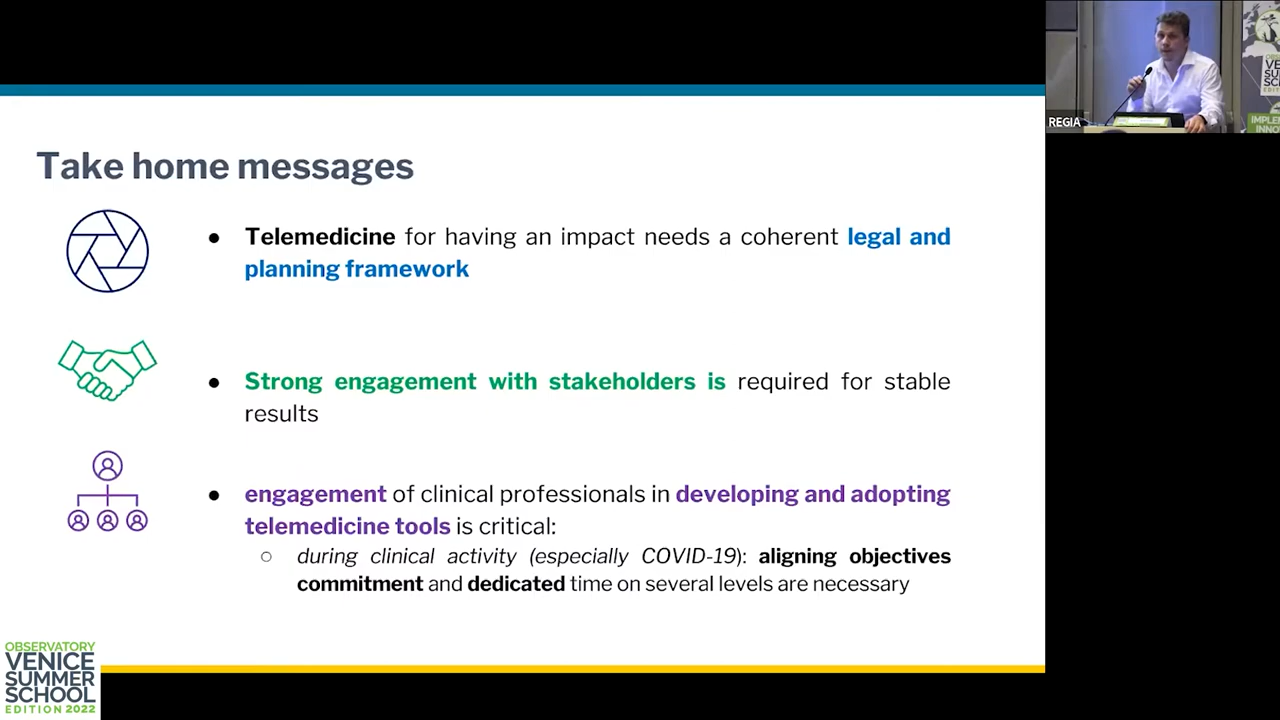 Take home messages
● Telemedicine for having an impact needs a coherent legal and
planning framework
● Strong engagement with stakeholders is required for stable
results
● engagement of clinical professionals in developing and adopting
telemedicine tools is critical:
○ during clinical activity (especially COVID-19): aligning objectives
commitment and dedicated time on several levels are necessary
OBSERVATORY
VENICE
SUMMER
SCHOOL
EDITION 2022
REGIA